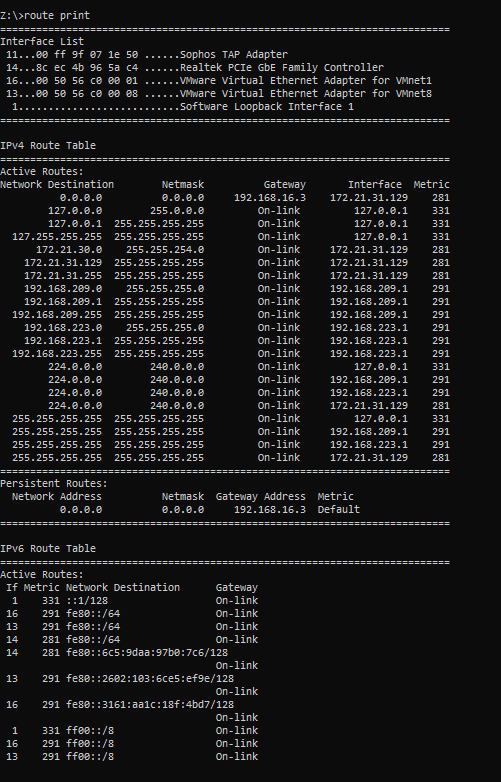 Z:\>route print
===========================================================================
Interface List
 11...00 ff 9f 07 1e 50 ......Sophos TAP Adapter
 14...8c ec 4b 96 5a c4 ......Realtek PCIe GbE Family Controller
 16...00 50 56 c0 00 01 ......VMware Virtual Ethernet Adapter for VMnet1
 13...00 50 56 c0 00 08 ......VMware Virtual Ethernet Adapter for VMnet8
  1...........................Software Loopback Interface 1
===========================================================================
IPv4 Route Table
===========================================================================
Active Routes:
Network Destination        Netmask          Gateway       Interface  Metric
          0.0.0.0          0.0.0.0     192.168.16.3    172.21.31.129    281
        127.0.0.0        255.0.0.0         On-link         127.0.0.1    331
        127.0.0.1  255.255.255.255         On-link         127.0.0.1    331
  127.255.255.255  255.255.255.255         On-link         127.0.0.1    331
      172.21.30.0    255.255.254.0         On-link     172.21.31.129    281
    172.21.31.129  255.255.255.255         On-link     172.21.31.129    281
    172.21.31.255  255.255.255.255         On-link     172.21.31.129    281
    192.168.209.0    255.255.255.0         On-link     192.168.209.1    291
    192.168.209.1  255.255.255.255         On-link     192.168.209.1    291
  192.168.209.255  255.255.255.255         On-link     192.168.209.1    291
    192.168.223.0    255.255.255.0         On-link     192.168.223.1    291
    192.168.223.1  255.255.255.255         On-link     192.168.223.1    291
  192.168.223.255  255.255.255.255         On-link     192.168.223.1    291
        224.0.0.0        240.0.0.0         On-link         127.0.0.1    331
        224.0.0.0        240.0.0.0         On-link     192.168.209.1    291
        224.0.0.0        240.0.0.0         On-link     192.168.223.1    291
        224.0.0.0        240.0.0.0         On-link     172.21.31.129    281
  255.255.255.255  255.255.255.255         On-link         127.0.0.1    331
  255.255.255.255  255.255.255.255         On-link     192.168.209.1    291
  255.255.255.255  255.255.255.255         On-link     192.168.223.1    291
  255.255.255.255  255.255.255.255         On-link     172.21.31.129    281
===========================================================================
Persistent Routes:
  Network Address          Netmask  Gateway Address  Metric
          0.0.0.0          0.0.0.0     192.168.16.3  Default
===========================================================================
IPv6 Route Table
===========================================================================
Active Routes:
 If Metric Network Destination      Gateway
  1    331 ::1/128                  On-link
 16    291 fe80::/64                On-link
 13    291 fe80::/64                On-link
 14    281 fe80::/64                On-link
 14    281 fe80::6c5:9daa:97b0:7c6/128
                                    On-link
 13    291 fe80::2602:103:6ce5:ef9e/128
                                    On-link
 16    291 fe80::3161:aa1c:18f:4bd7/128
                                    On-link
  1    331 ff00::/8                 On-link
 16    291 ff00::/8                 On-link
 13    291 ff00::/8                 On-link